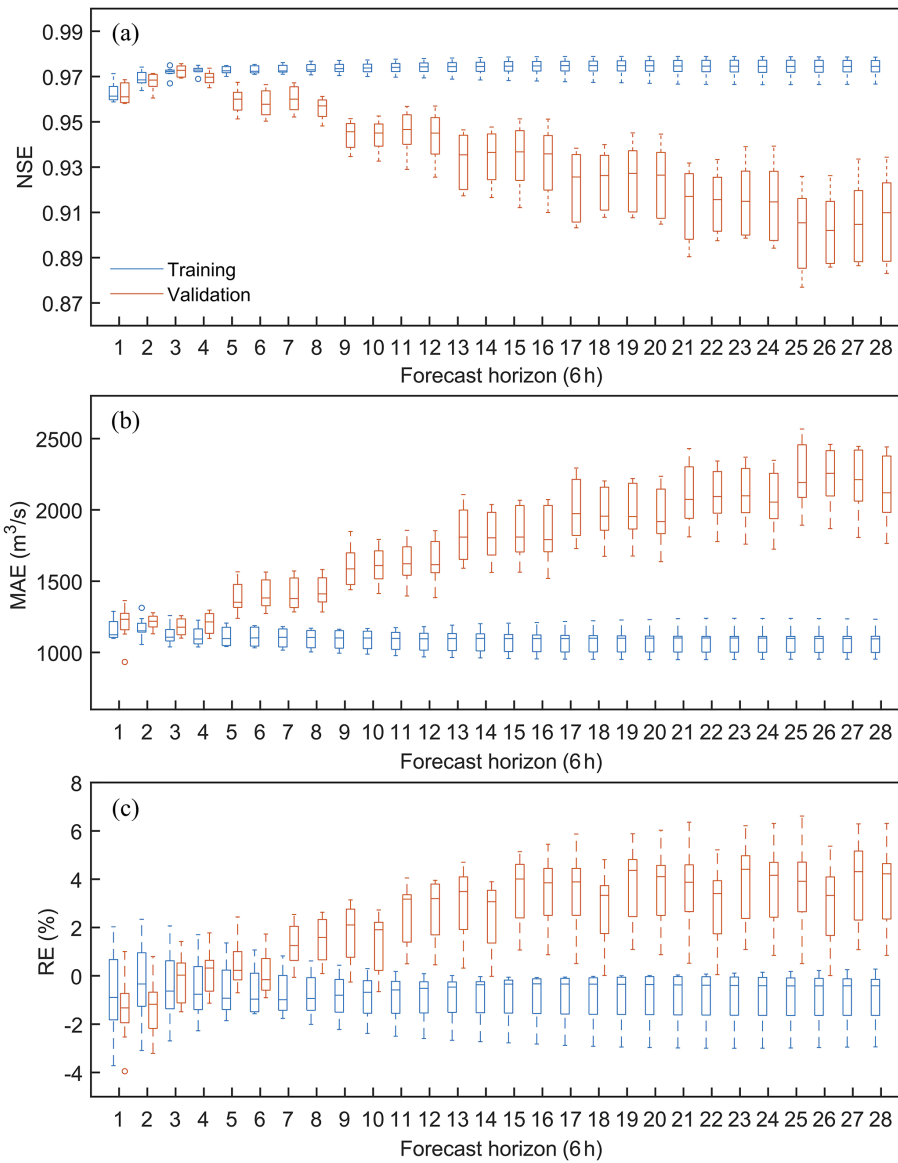 (a)
NSE
0.99
0.97
0.95
0.93
0.91
0.89
0.87
Training
Validation
1 2 3 4 5 6 7 8 9 10 11 12 13 14 15 16 17 18 19 20 21 22 23 24 25 26 27 28
Forecast horizon (6 h)
(b)
MAE (m³/s)
2500
2000
1500
1000
1 2 3 4 5 6 7 8 9 10 11 12 13 14 15 16 17 18 19 20 21 22 23 24 25 26 27 28
Forecast horizon (6 h)
(c)
RE (%)
8
6
4
2
0
-2
-4
1 2 3 4 5 6 7 8 9 10 11 12 13 14 15 16 17 18 19 20 21 22 23 24 25 26 27 28
Forecast horizon (6 h)